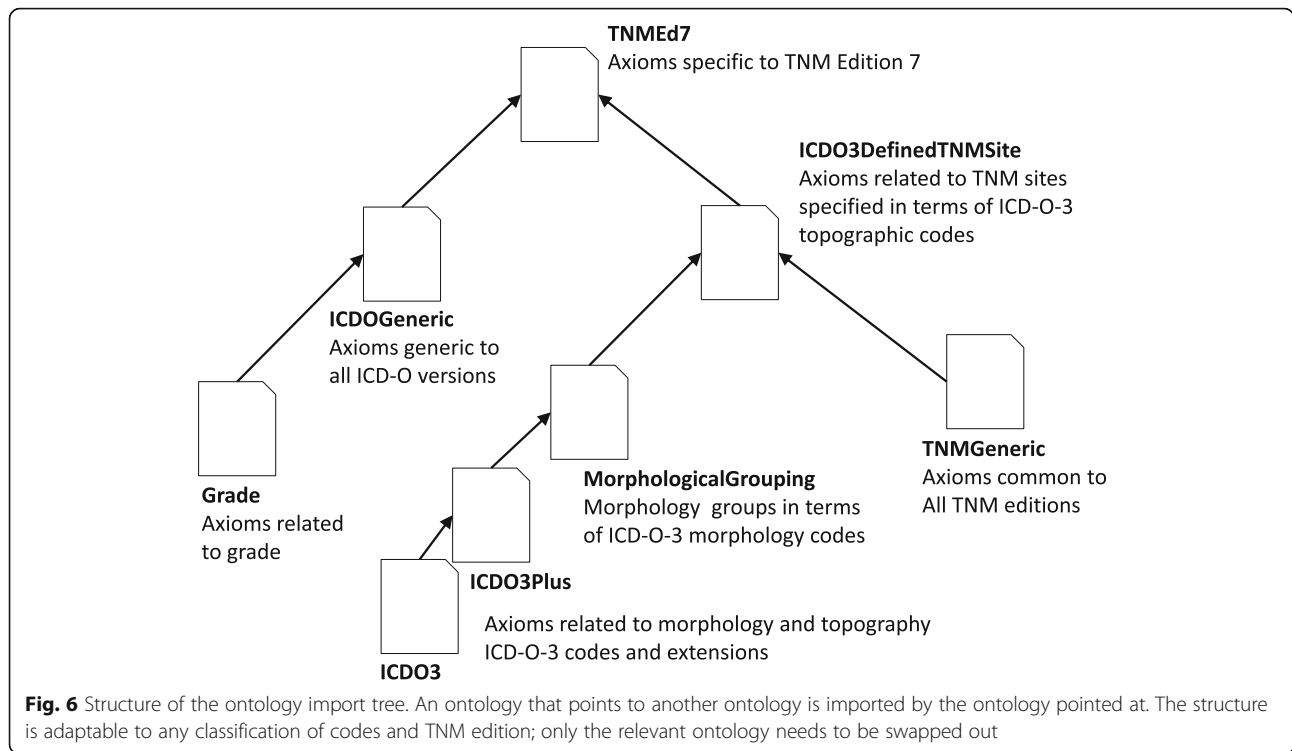 TNMEd7
Axioms specific to TNM Edition 7
ICDO3DefinedTNMSite
Axioms related to TNM sites
specified in terms of ICD-O-3
topographic codes
ICDOGeneric
Axioms generic to
all ICD-O versions
TNMGeneric
Axioms common to
All TNM editions
MorphologicalGrouping
Morphology groups in terms
of ICD-O-3 morphology codes
Grade
Axioms related
to grade
ICDO3Plus
Axioms related to morphology and topography
ICD-O-3 codes and extensions
ICDO3
Fig. 6 Structure of the ontology import tree. An ontology that points to another ontology is imported by the ontology pointed at. The structure
is adaptable to any classification of codes and TNM edition; only the relevant ontology needs to be swapped out